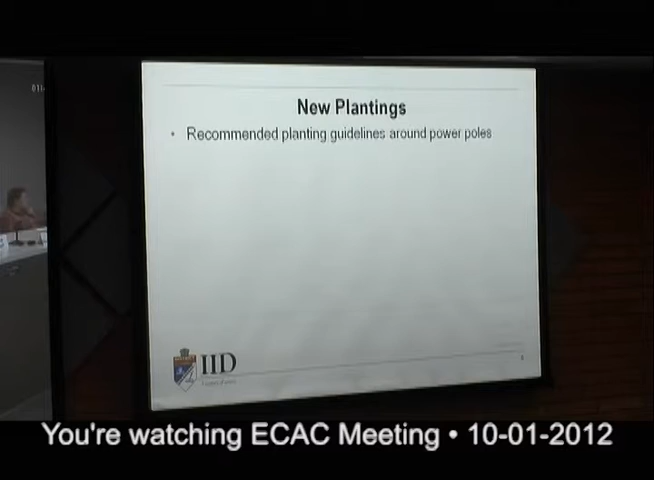 New Plantings
• Recommended planting guidelines around power poles
IID
You're watching ECAC Meeting • 10-01-2012